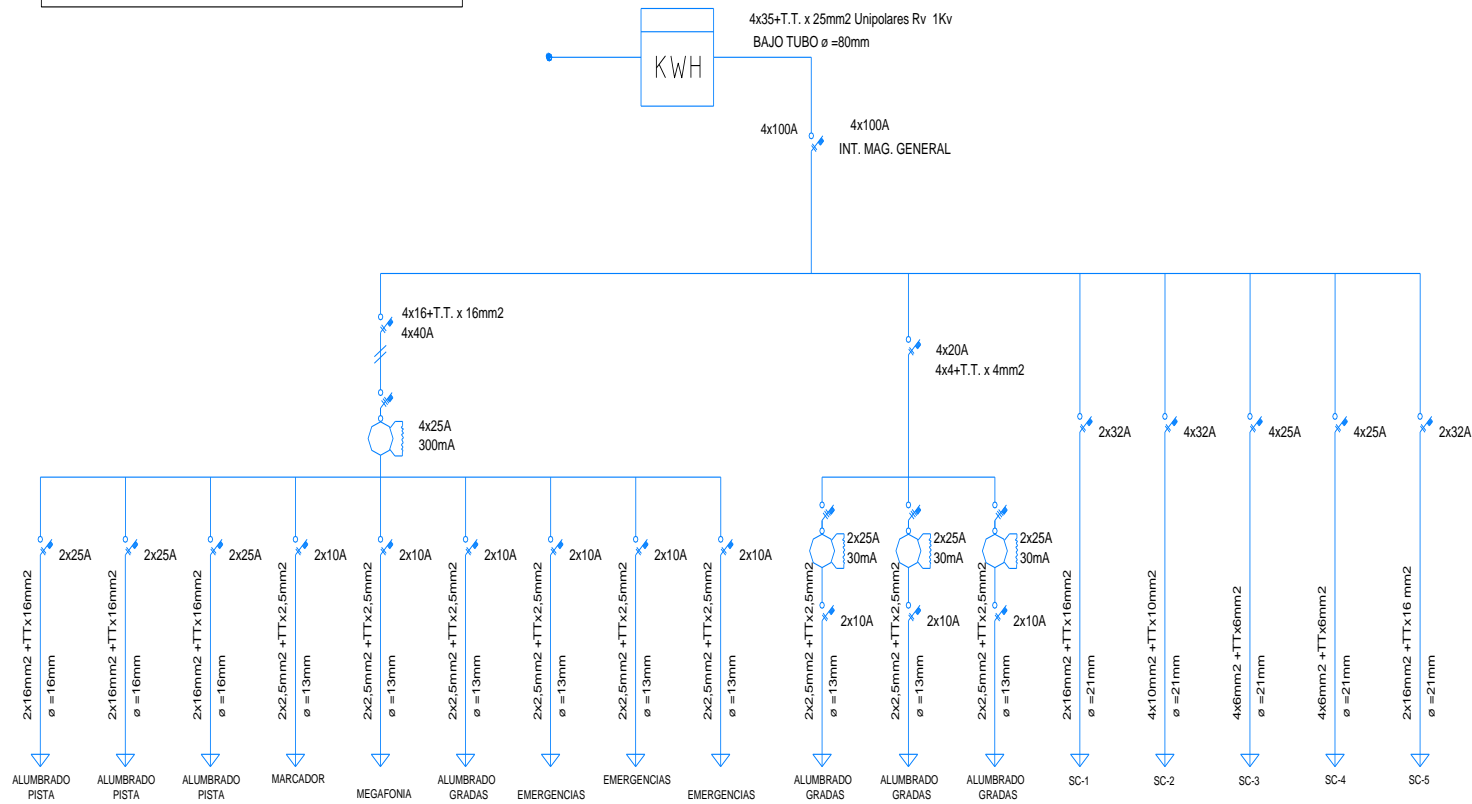 4x35+T.T. x 25mm2 Unipolares Rv 1Kv
BAJO TUBO ø =80mm
KWH
4x100A
4x100A
INT. MAG. GENERAL
4x16+T.T. x 16mm2
4x40A
4x20A
4x4+T.T. x 4mm2
4x25A
300mA
2x32A
4x32A
4x25A
4x25A
2x32A
2x25A
2x25A
2x25A
2x10A
2x10A
2x10A
2x10A
2x10A
2x10A
2x25A
30mA
2x25A
30mA
2x25A
30mA
2x10A
2x10A
2x10A
2x16mm2 +TTx16mm2
ø =16mm
2x16mm2 +TTx16mm2
ø =16mm
2x16mm2 +TTx16mm2
ø =16mm
2x2,5mm2 +TTx2,5mm2
ø =13mm
2x2,5mm2 +TTx2,5mm2
ø =13mm
2x2,5mm2 +TTx2,5mm2
ø =13mm
2x2,5mm2 +TTx2,5mm2
ø =13mm
2x2,5mm2 +TTx2,5mm2
ø =13mm
2x2,5mm2 +TTx2,5mm2
ø =13mm
2x2,5mm2 +TTx2,5mm2
ø =13mm
2x2,5mm2 +TTx2,5mm2
ø =13mm
2x2,5mm2 +TTx2,5mm2
ø =13mm
2x16mm2 +TTx16mm2
ø =21mm
4x10mm2 +TTx10mm2
ø =21mm
4x6mm2 +TTx6mm2
ø =21mm
4x6mm2 +TTx6mm2
ø =21mm
2x16mm2 +TTx16 mm2
ø =21mm
ALUMBRADO
PISTA
ALUMBRADO
PISTA
ALUMBRADO
PISTA
MARCADOR
MEGAFONIA
ALUMBRADO
GRADAS
EMERGENCIAS
EMERGENCIAS
EMERGENCIAS
ALUMBRADO
GRADAS
ALUMBRADO
GRADAS
ALUMBRADO
GRADAS
SC-1
SC-2
SC-3
SC-4
SC-5